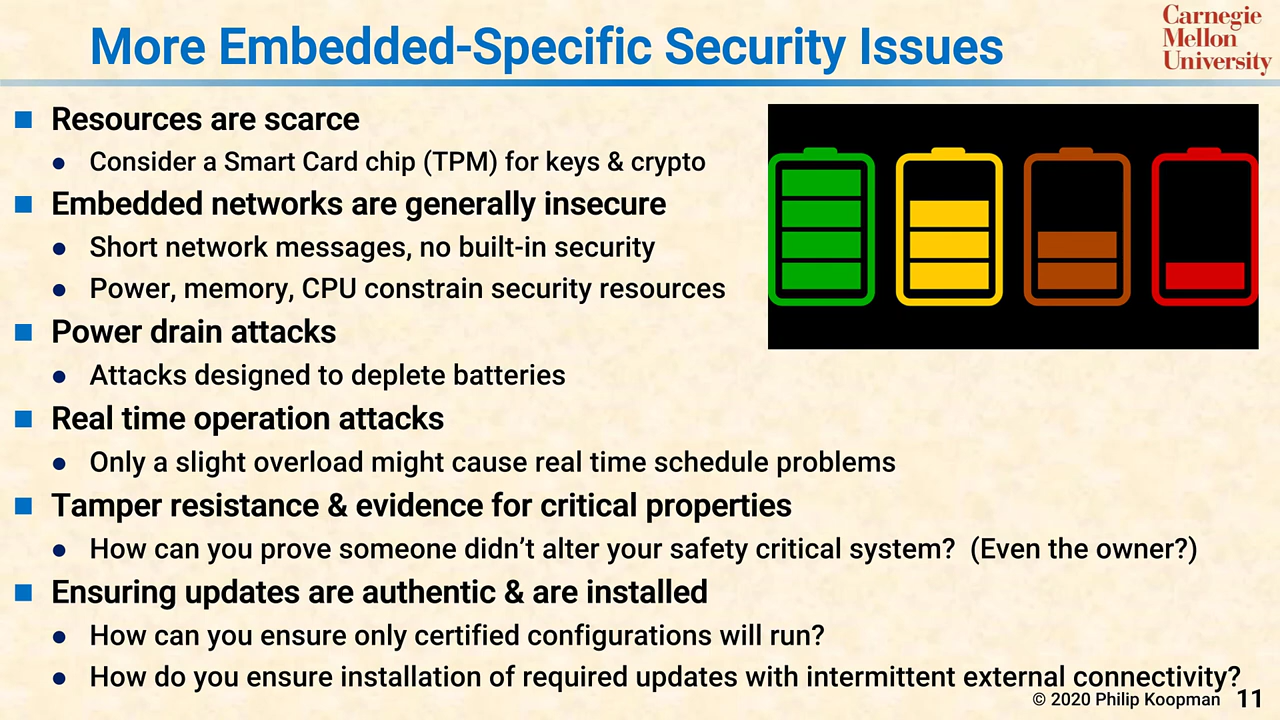 More Embedded-Specific Security Issues
Carnegie
Mellon
University
Resources are scarce
Consider a Smart Card chip (TPM) for keys & crypto
Embedded networks are generally insecure
Short network messages, no built-in security
Power, memory, CPU constrain security resources
Power drain attacks
Attacks designed to deplete batteries
Real time operation attacks
Only a slight overload might cause real time schedule problems
Tamper resistance & evidence for critical properties
How can you prove someone didn’t alter your safety critical system?  (Even the owner?)
Ensuring updates are authentic & are installed
How can you ensure only certified configurations will run?
How do you ensure installation of required updates with intermittent external connectivity?
© 2020 Philip Koopman 11